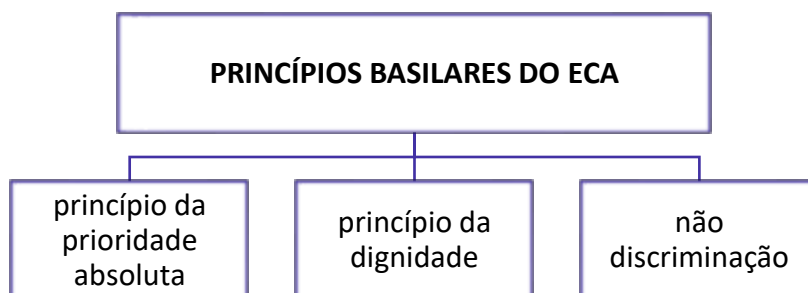 PRINCÍPIOS BASILARES DO ECA
princípio da
prioridade
absoluta
princípio da
dignidade
não
discriminação